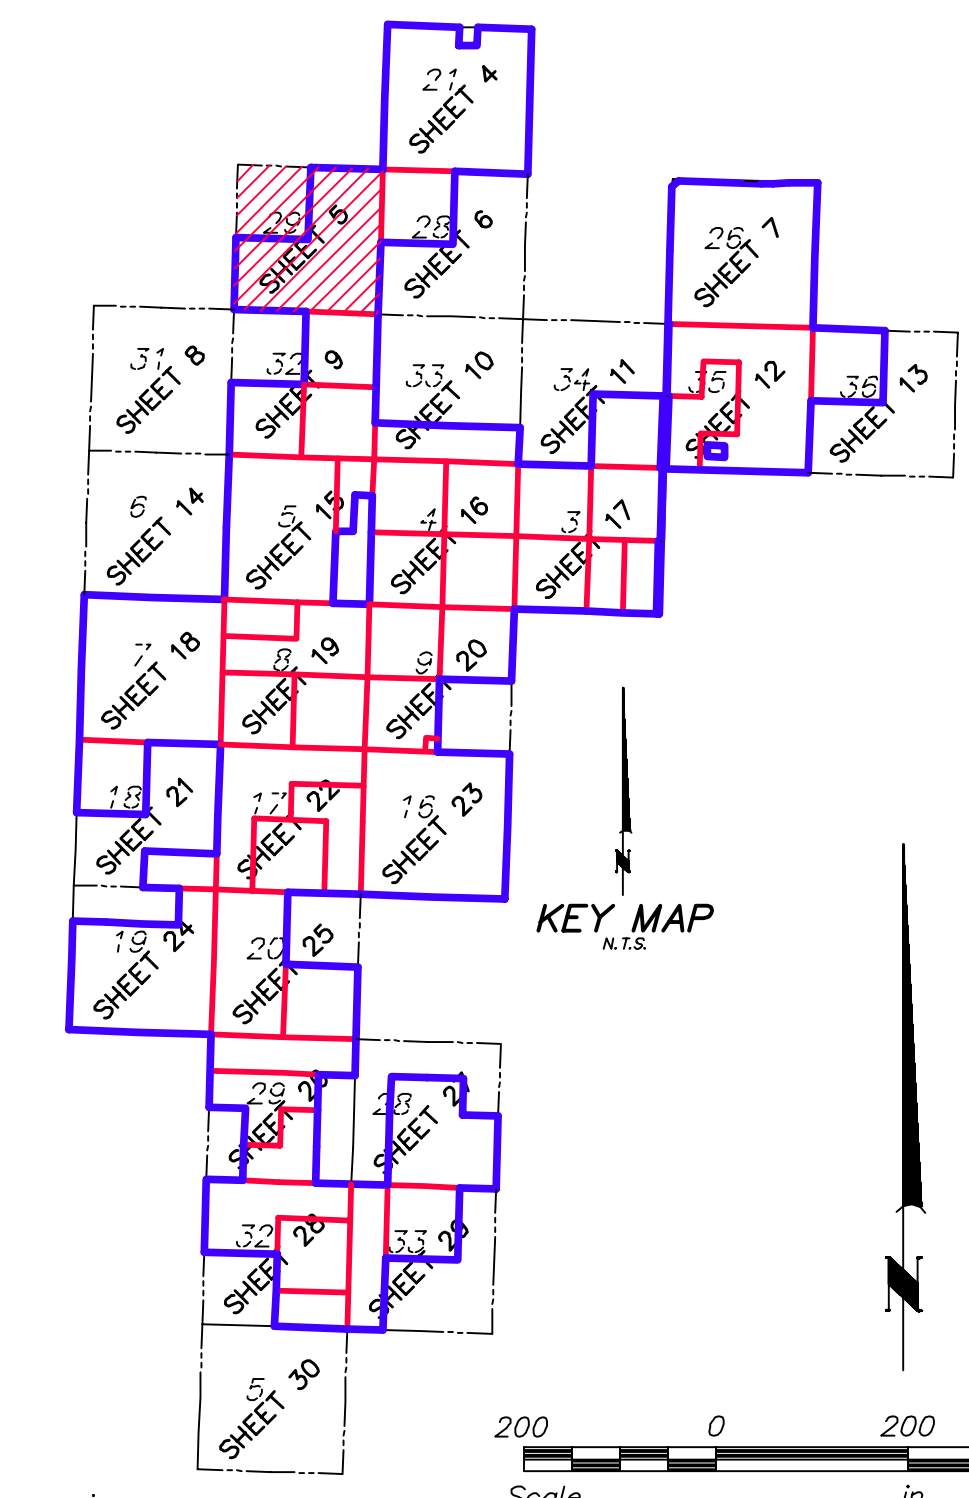 21
SHEET 4
29
SHEET 5
28
SHEET 6
26
SHEET 7
31
SHEET 8
32
SHEET 9
33
SHEET 10
34
SHEET 11
35
SHEET 12
36
SHEET 13
6
SHEET 14
5
SHEET 15
4
SHEET 16
3
SHEET 17
7
SHEET 18
8
SHEET 19
9
SHEET 20
18
SHEET 21
17
SHEET 22
16
SHEET 23
19
SHEET 24
20
SHEET 25
29
SHEET 26
28
SHEET 27
32
SHEET 28
33
SHEET 29
5
SHEET 30
N
KEY MAP
N.T.S.
N
200 0 200
Scale in